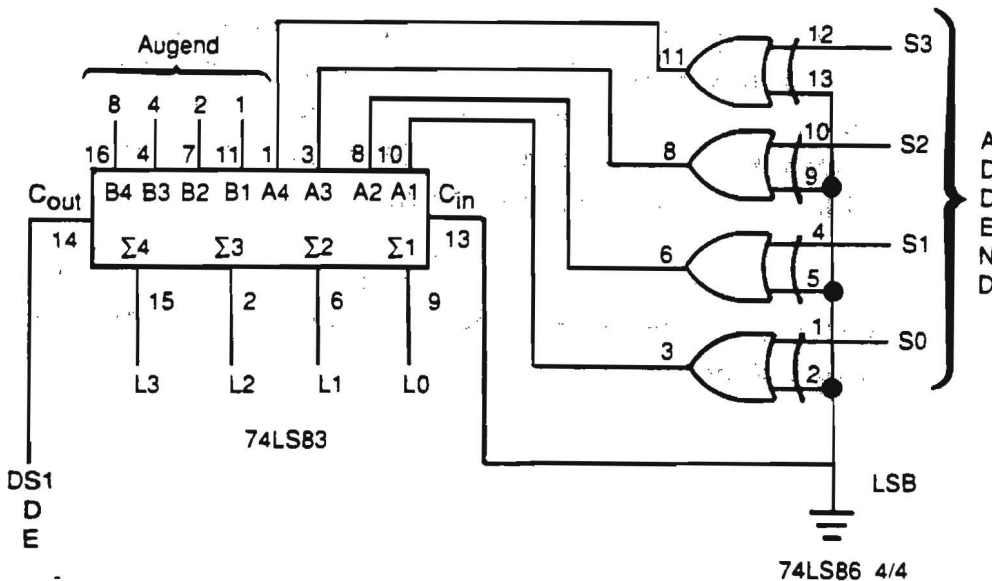 Augend
8 4 2 1
16 4 7 11 1 3 8 10
B4 B3 B2 B1 A4 A3 A2 A1
Cout
14
Cin
13
Σ4 Σ3 Σ2 Σ1
15 2 6 9
L3 L2 L1 L0
74LS83
DS1
D
E
11 12 S3
13
8 10 S2
9
6 4 S1
5
3 1 S0
2
A
D
D
E
N
D
LSB
74LS86 4/4